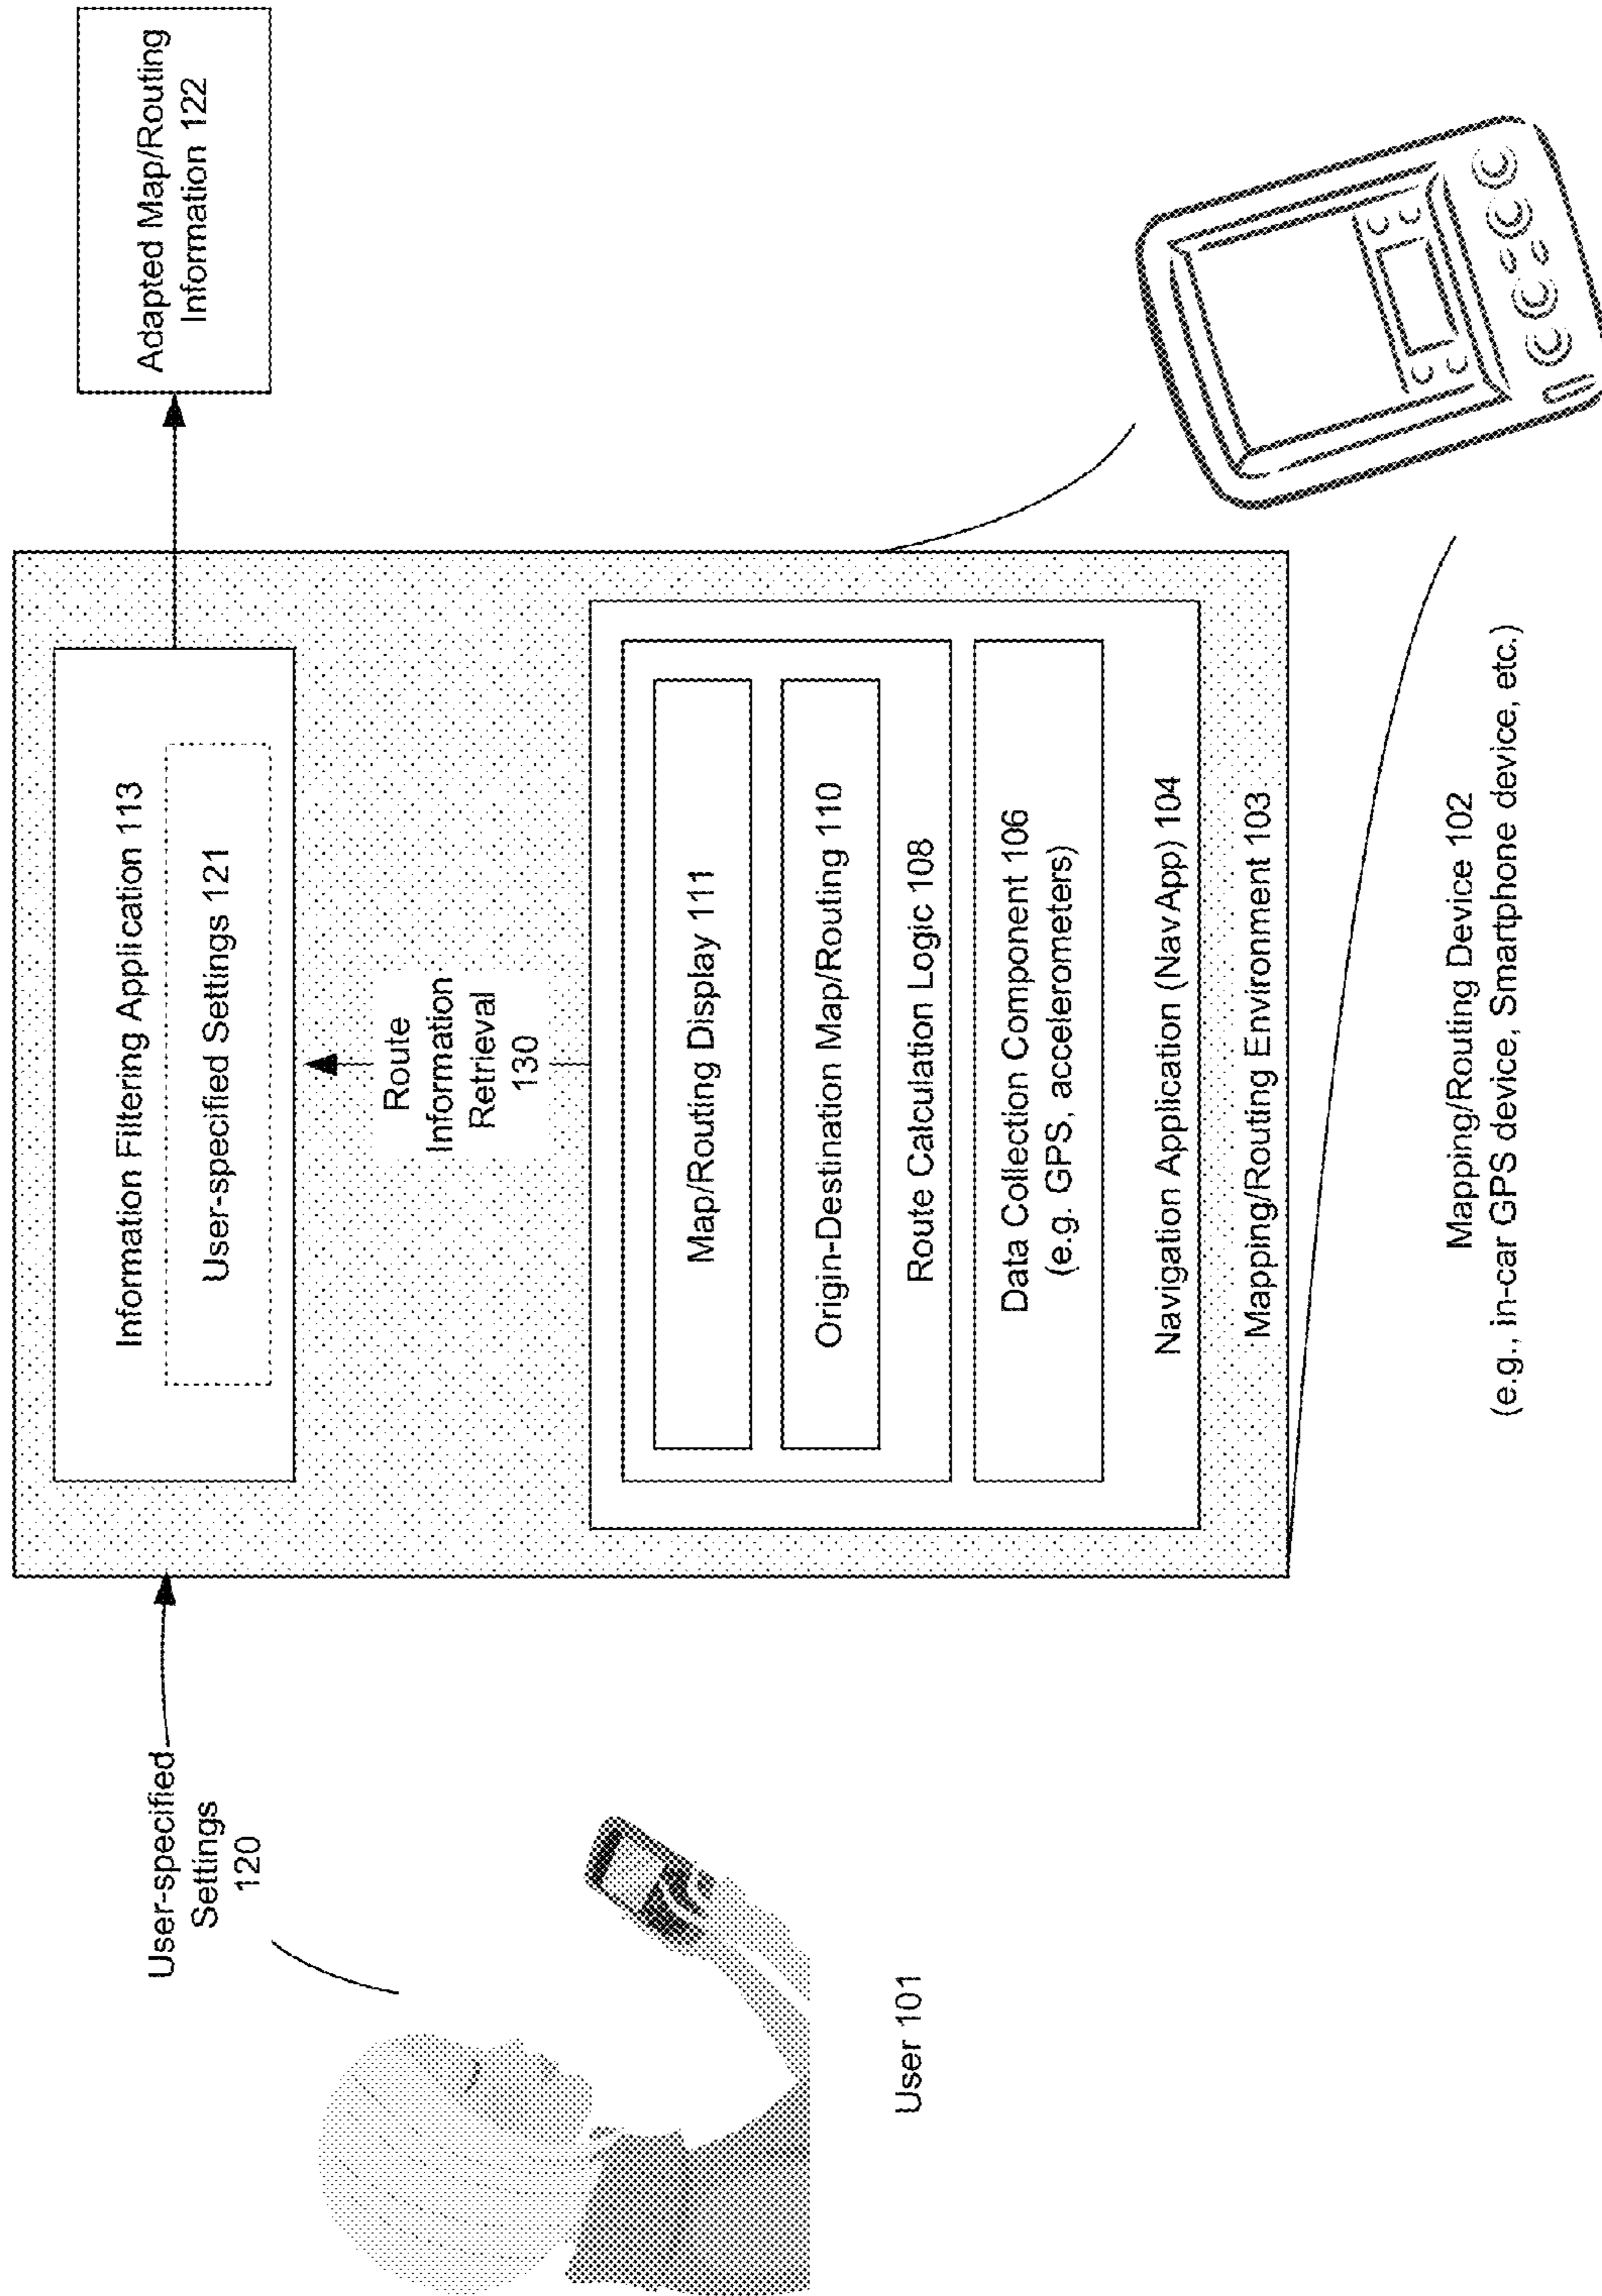 User-specified
Settings
120
User 101
Information Filtering Application 113
User-specified Settings 121
Route
Information
Retrieval
130
Map/Routing Display 111
Origin-Destination Map/Routing 110
Route Calculation Logic 108
Data Collection Component 106
(e.g. GPS, accelerometers)
Navigation Application (Nav App) 104
Mapping/Routing Environment 103
Mapping/Routing Device 102
(e.g., in-car GPS device, Smartphone device, etc.)
Adapted Map/Routing
Information 122